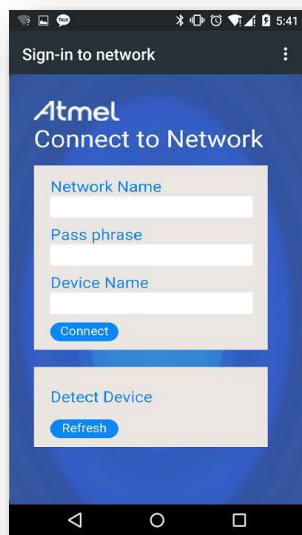 TALK
5:41
Sign-in to network
Atmel
Connect to Network
Network Name
Pass phrase
Device Name
Connect
Detect Device
Refresh